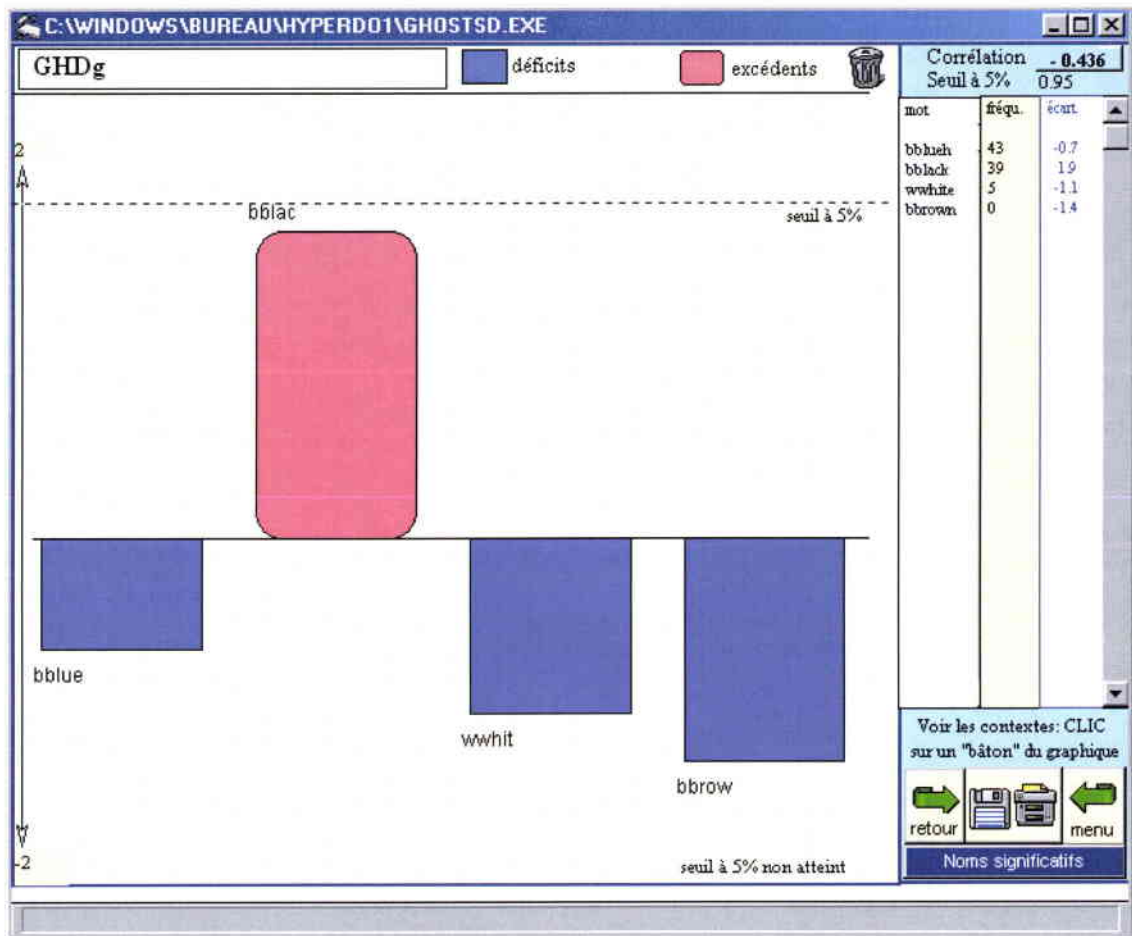 C:\WINDOWS\BUREAU\HYPERDO1\GHOSTSD.EXE
GHDg
déficits
excédents
Corrélation - 0.436
Seuil à 5% 0.95
mot fréqu. écart
bblueh 43 -0.7
bblack 39 1.9
wwhite 5 -1.1
bbrown 0 -1.4
2
bblac
seuil à 5%
bblue
wwhit
bbrow
-2
seuil à 5% non atteint
Voir les contextes: CLIC
sur un "bâton" du graphique
retour
menu
Noms significatifs